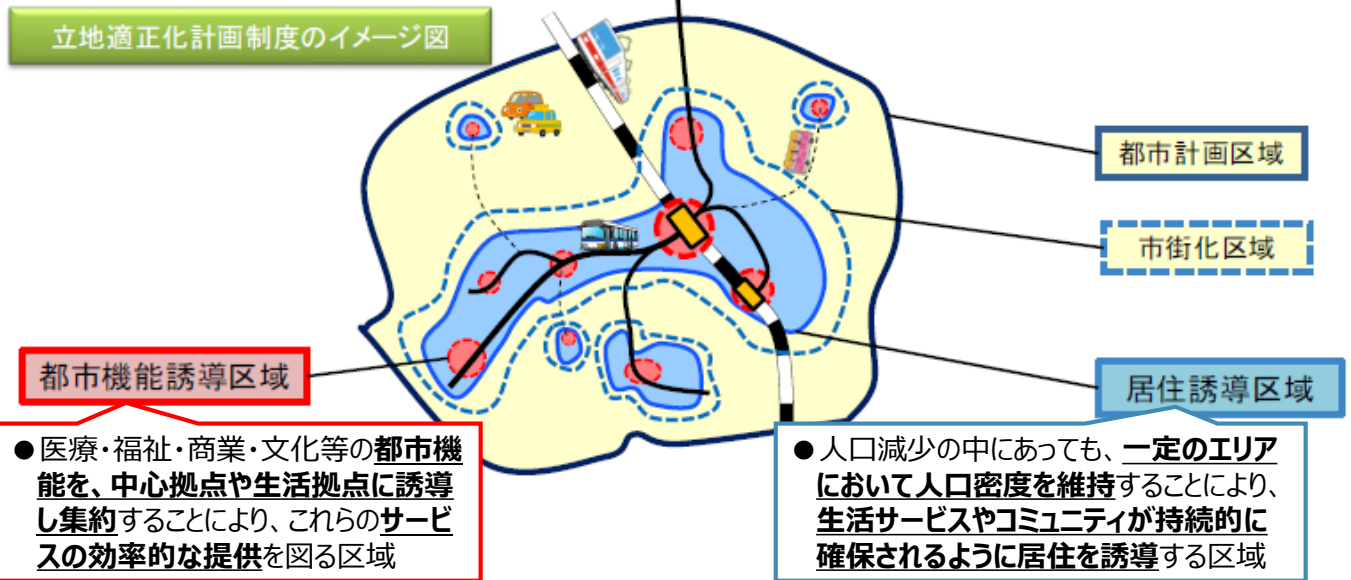 立地適正化計画制度のイメージ図
都市計画区域
市街化区域
都市機能誘導区域
居住誘導区域
●医療・福祉・商業・文化等の都市機
能を、中心拠点や生活拠点に誘導
し集約することにより、これらのサービ
スの効率的な提供を図る区域
●人口減少の中にあっても、一定のエリア
において人口密度を維持することにより、
生活サービスやコミュニティが持続的に
確保されるように居住を誘導する区域